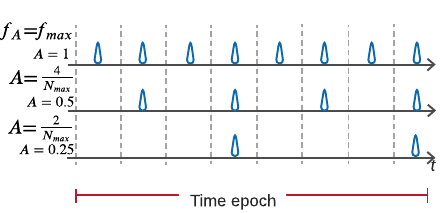 f_A=f_max
A = 1
A= 4/N_max
A = 0.5
A= 2/N_max
A = 0.25
t
Time epoch